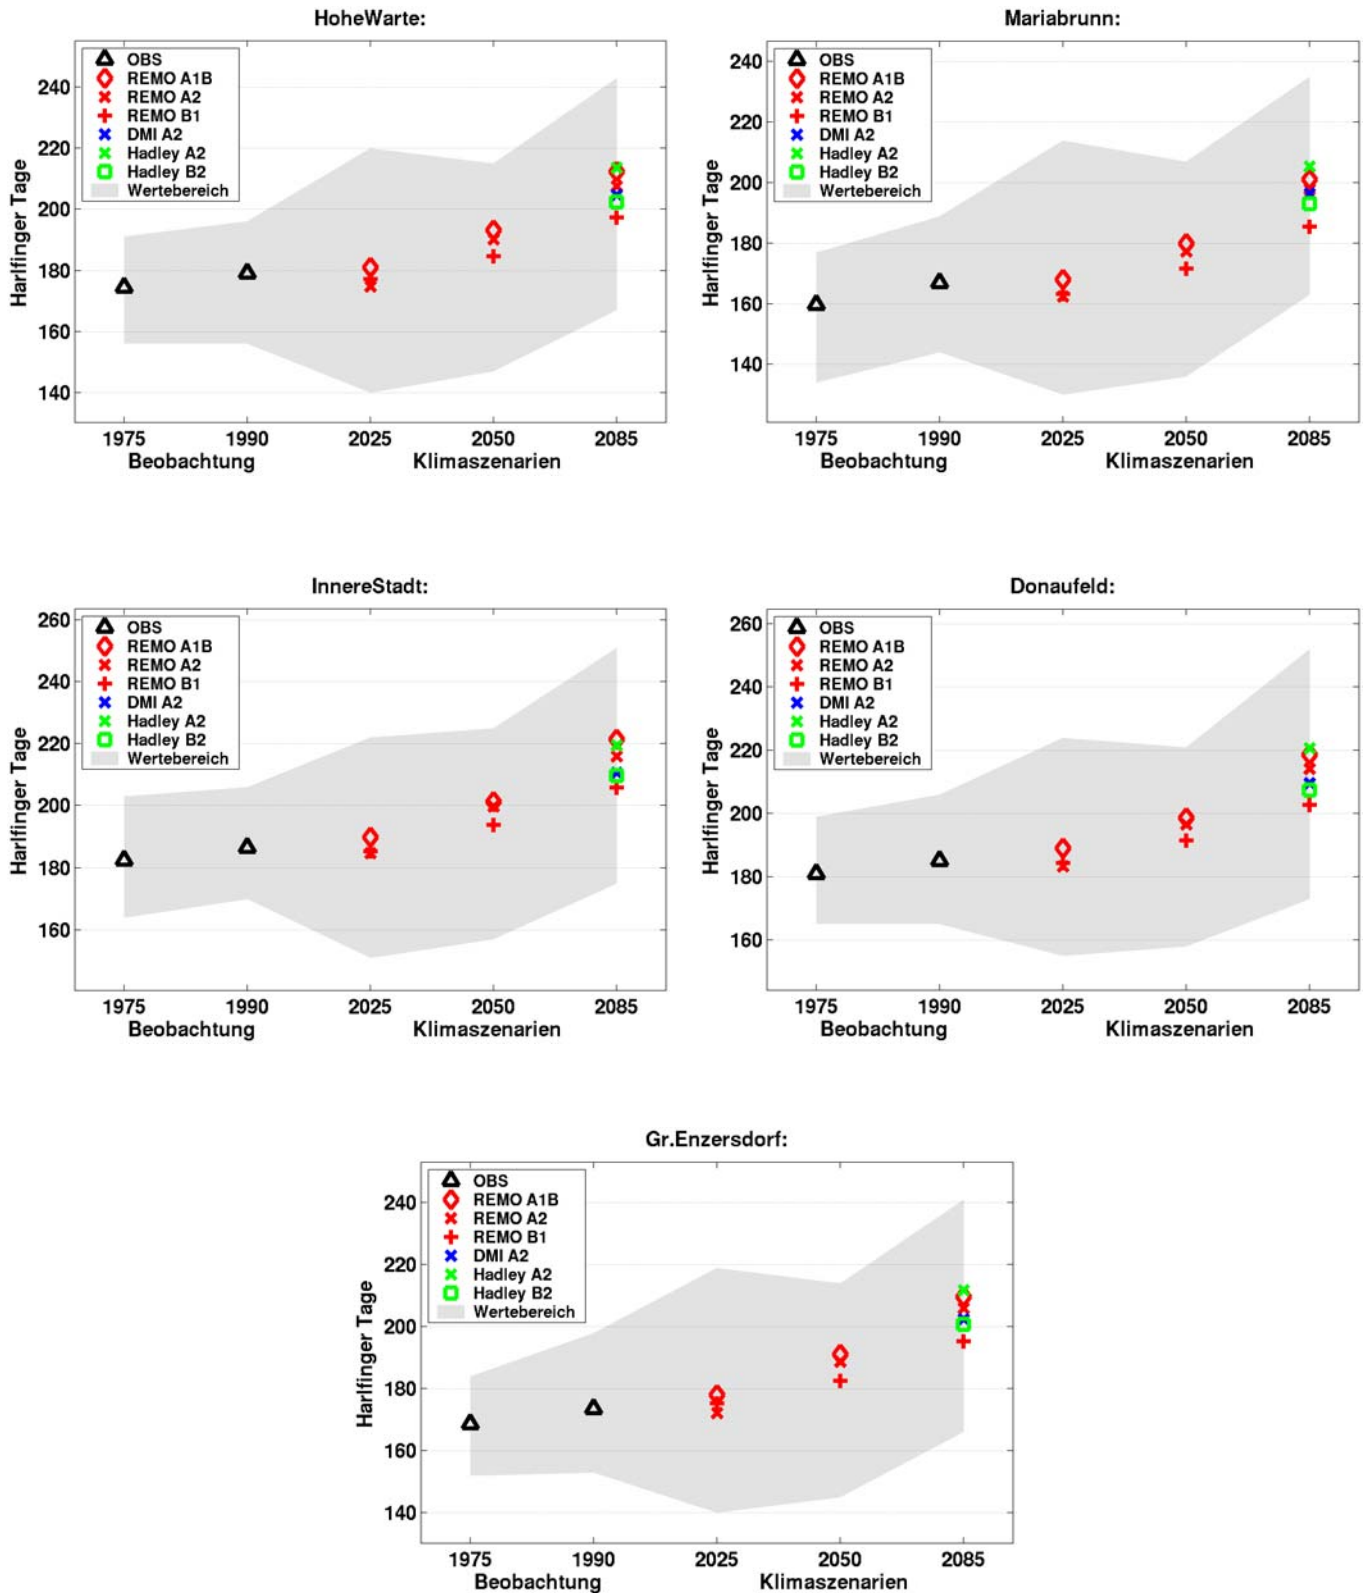 HoheWarte:
Harlfinger Tage
240
220
200
180
160
140
OBS
REMO A1B
REMO A2
REMO B1
DMI A2
Hadley A2
Hadley B2
Wertebereich
1975 1990 2025 2050 2085
Beobachtung Klimaszenarien
Mariabrunn:
Harlfinger Tage
240
220
200
180
160
140
OBS
REMO A1B
REMO A2
REMO B1
DMI A2
Hadley A2
Hadley B2
Wertebereich
1975 1990 2025 2050 2085
Beobachtung Klimaszenarien
InnereStadt:
Harlfinger Tage
260
240
220
200
180
160
OBS
REMO A1B
REMO A2
REMO B1
DMI A2
Hadley A2
Hadley B2
Wertebereich
1975 1990 2025 2050 2085
Beobachtung Klimaszenarien
Donaufeld:
Harlfinger Tage
260
240
220
200
180
160
OBS
REMO A1B
REMO A2
REMO B1
DMI A2
Hadley A2
Hadley B2
Wertebereich
1975 1990 2025 2050 2085
Beobachtung Klimaszenarien
Gr.Enzersdorf:
Harlfinger Tage
240
220
200
180
160
140
OBS
REMO A1B
REMO A2
REMO B1
DMI A2
Hadley A2
Hadley B2
Wertebereich
1975 1990 2025 2050 2085
Beobachtung Klimaszenarien